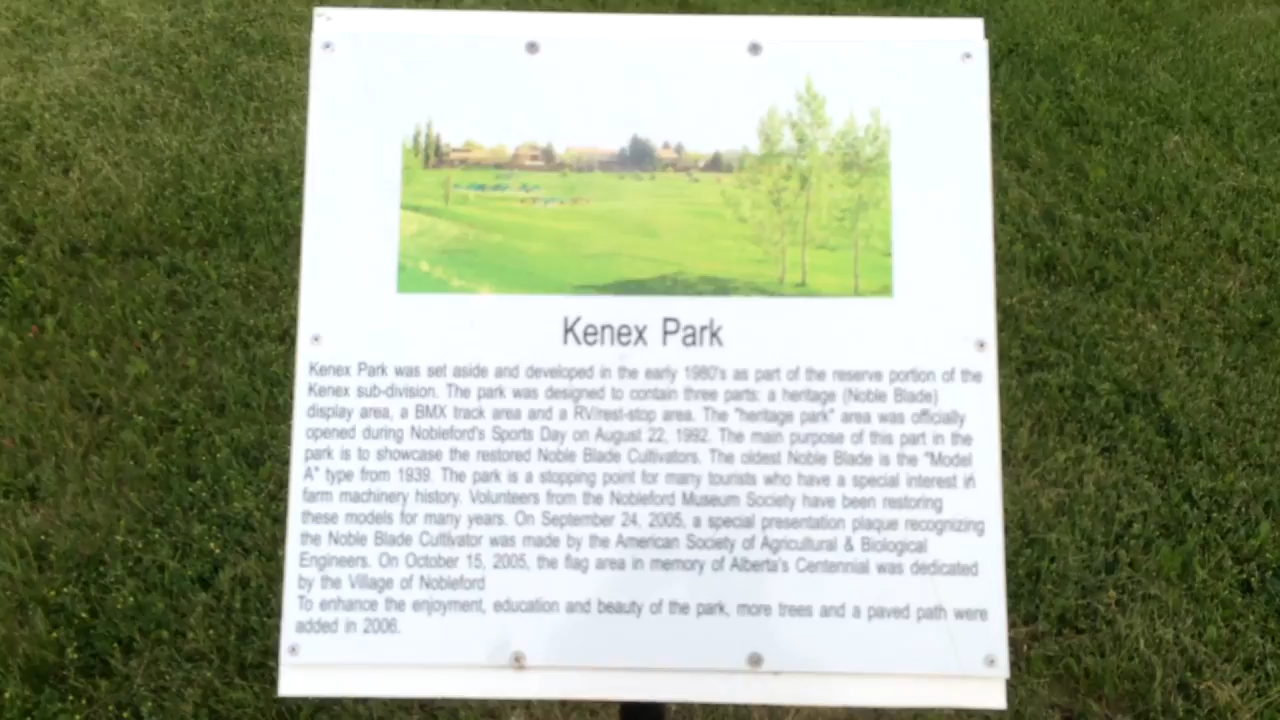 Kenex Park
Kenex Park was set aside and developed in the early 1980's as part of the reserve portion of the
Kenex sub-division. The park was designed to contain three parts: a heritage (Noble Blade)
display area, a BMX track area and a RV/rest-stop area. The "heritage park" area was officially
opened during Nobleford's Sports Day on August 22, 1992. The main purpose of this part in the
park is to showcase the restored Noble Blade Cultivators. The oldest Noble Blade is the "Model
A" type from 1939. The park is a stopping point for many tourists who have a special interest in
farm machinery history. Volunteers from the Nobleford Museum Society have been restoring
these models for many years. On September 24, 2005, a special presentation plaque recognizing
the Noble Blade Cultivator was made by the American Society of Agricultural & Biological
Engineers. On October 15, 2005, the flag area in memory of Alberta's Centennial was dedicated
by the Village of Nobleford
To enhance the enjoyment, education and beauty of the park, more trees and a paved path were
added in 2006.